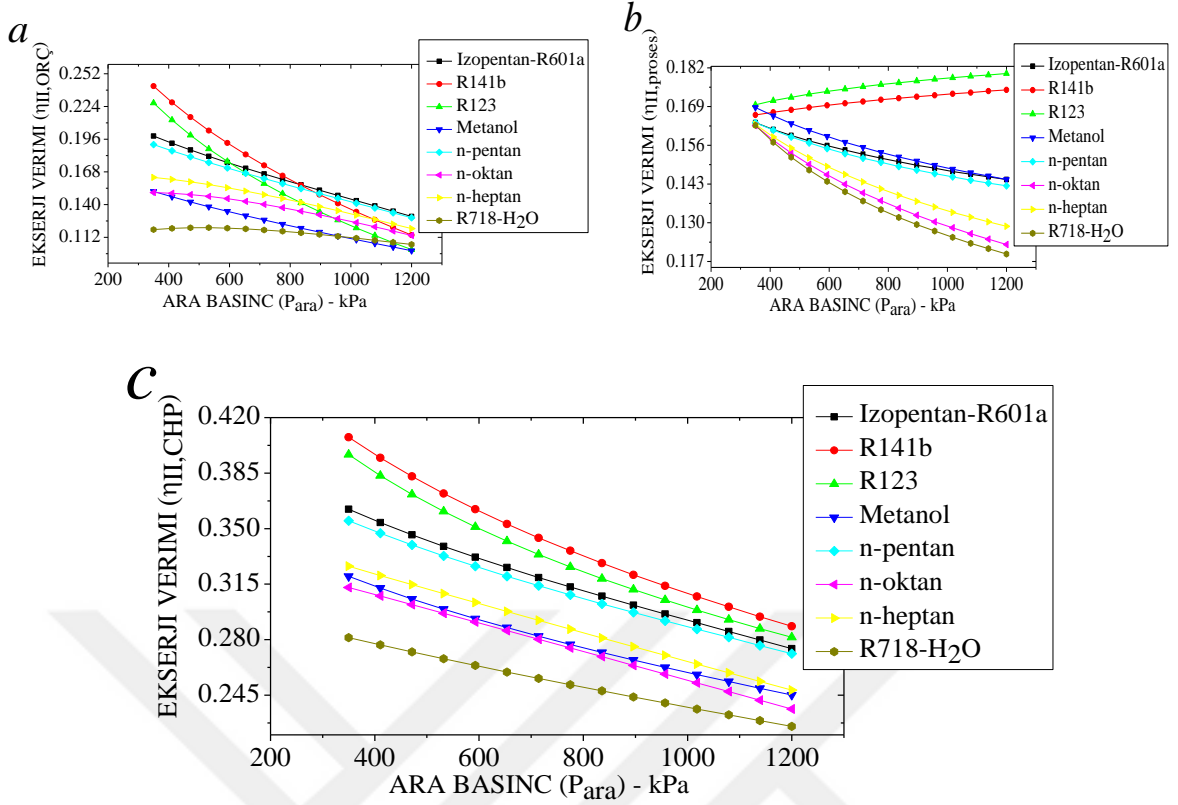 a
EKSERJI VERIMI (ηII,ORÇ)
0.252
0.224
0.196
0.168
0.140
0.112
200
400
600
800
1000
1200
ARA BASINC (Para) - kPa
Izopentan-R601a
R141b
R123
Metanol
n-pentan
n-oktan
n-heptan
R718-H2O
b
EKSERJI VERIMI (ηII,proses)
0.182
0.169
0.156
0.143
0.130
0.117
200
400
600
800
1000
1200
ARA BASINC (Para) - kPa
Izopentan-R601a
R141b
R123
Metanol
n-pentan
n-oktan
n-heptan
R718-H2O
c
EKSERJI VERIMI (ηII,CHP)
0.420
0.385
0.350
0.315
0.280
0.245
200
400
600
800
1000
1200
ARA BASINC (Para) - kPa
Izopentan-R601a
R141b
R123
Metanol
n-pentan
n-oktan
n-heptan
R718-H2O